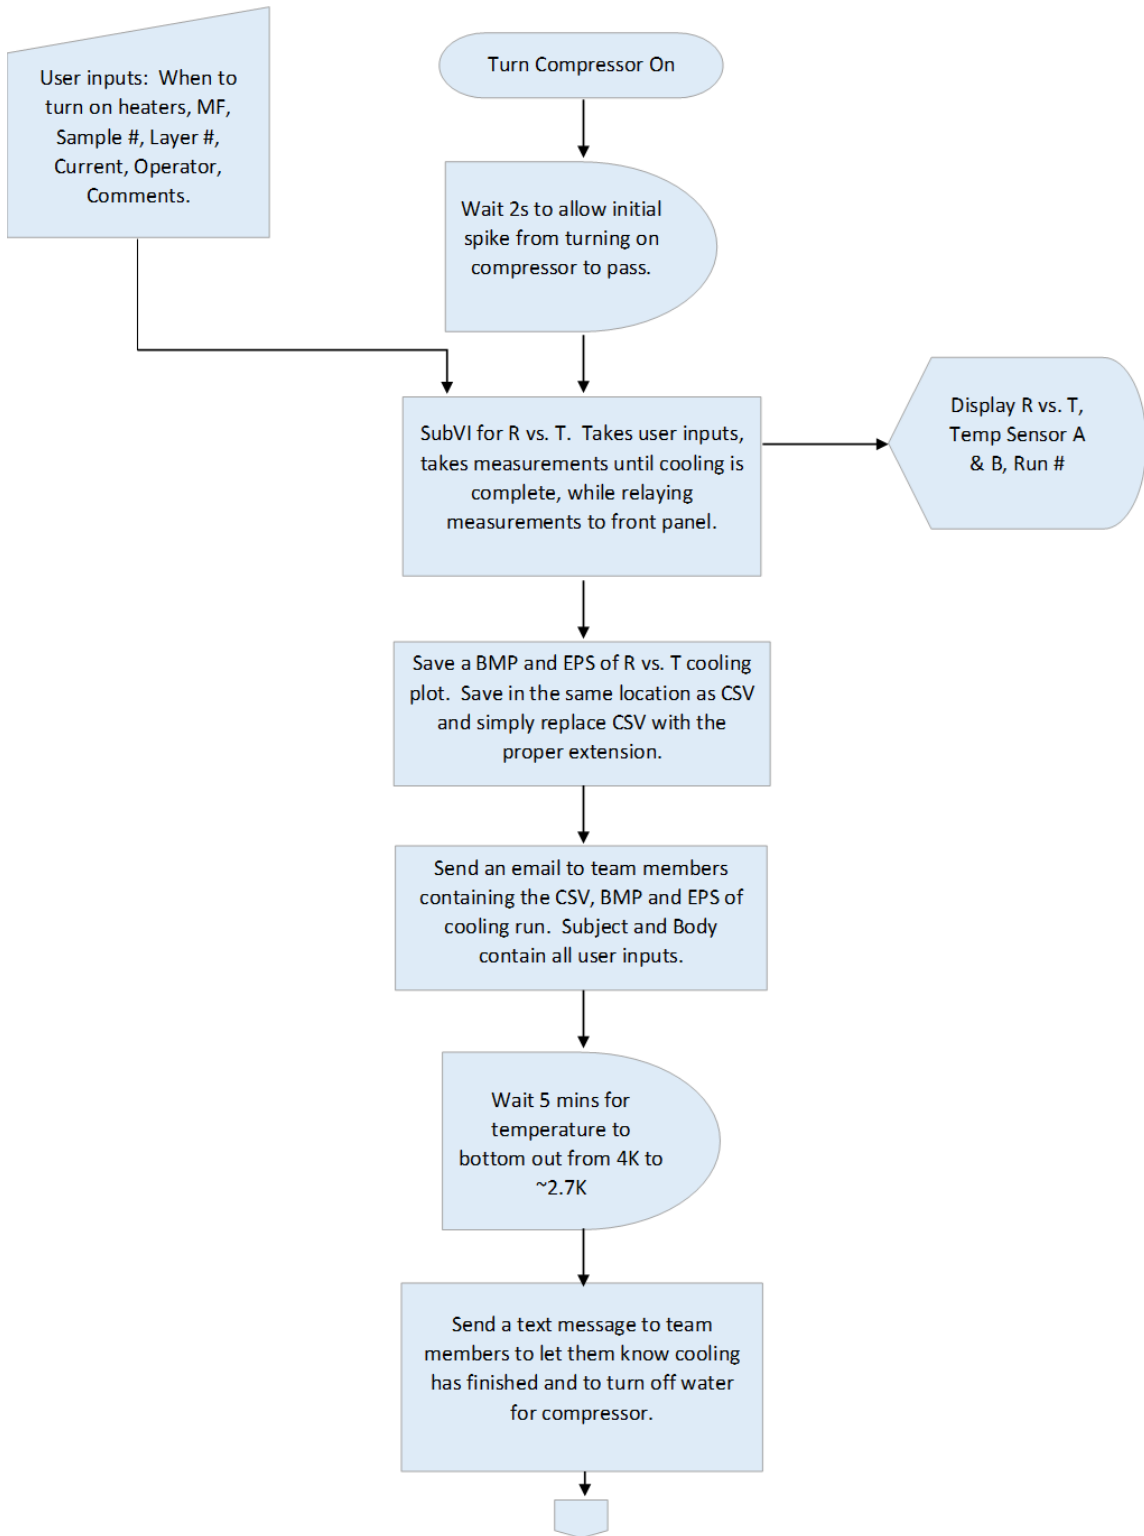 User inputs:  When to
turn on heaters, MF,
Sample #, Layer #,
Current, Operator,
Comments.
Turn Compressor On
Wait 2s to allow initial
spike from turning on
compressor to pass.
SubVI for R vs. T.  Takes user inputs,
takes measurements until cooling is
complete, while relaying
measurements to front panel.
Display R vs. T,
Temp Sensor A
& B, Run #
Save a BMP and EPS of R vs. T cooling
plot.  Save in the same location as CSV
and simply replace CSV with the
proper extension.
Send an email to team members
containing the CSV, BMP and EPS of
cooling run.  Subject and Body
contain all user inputs.
Wait 5 mins for
temperature to
bottom out from 4K to
~2.7K
Send a text message to team
members to let them know cooling
has finished and to turn off water
for compressor.